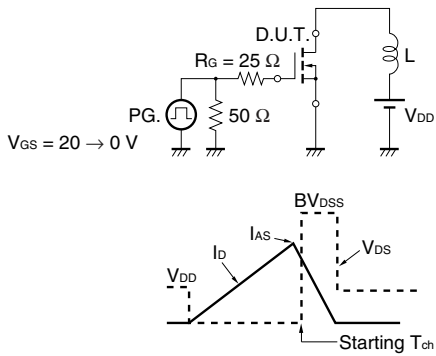 D.U.T.
RG = 25 Ω
L
PG.
50 Ω
VDD
VGS = 20 → 0 V
BVDSS
IAS
ID
VDS
VDD
Starting Tch